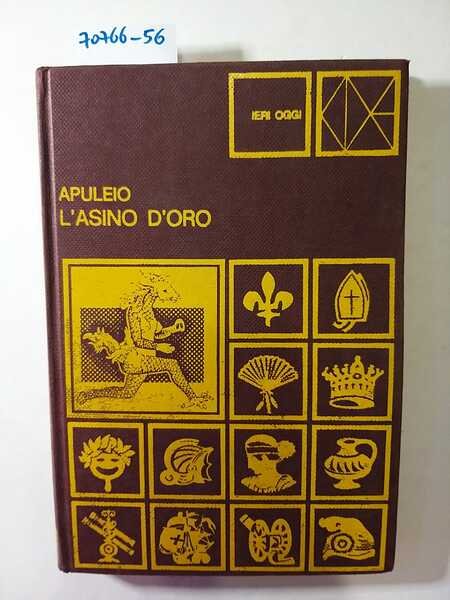 70766-56
IERI OGGI
APULEIO
L'ASINO D'ORO